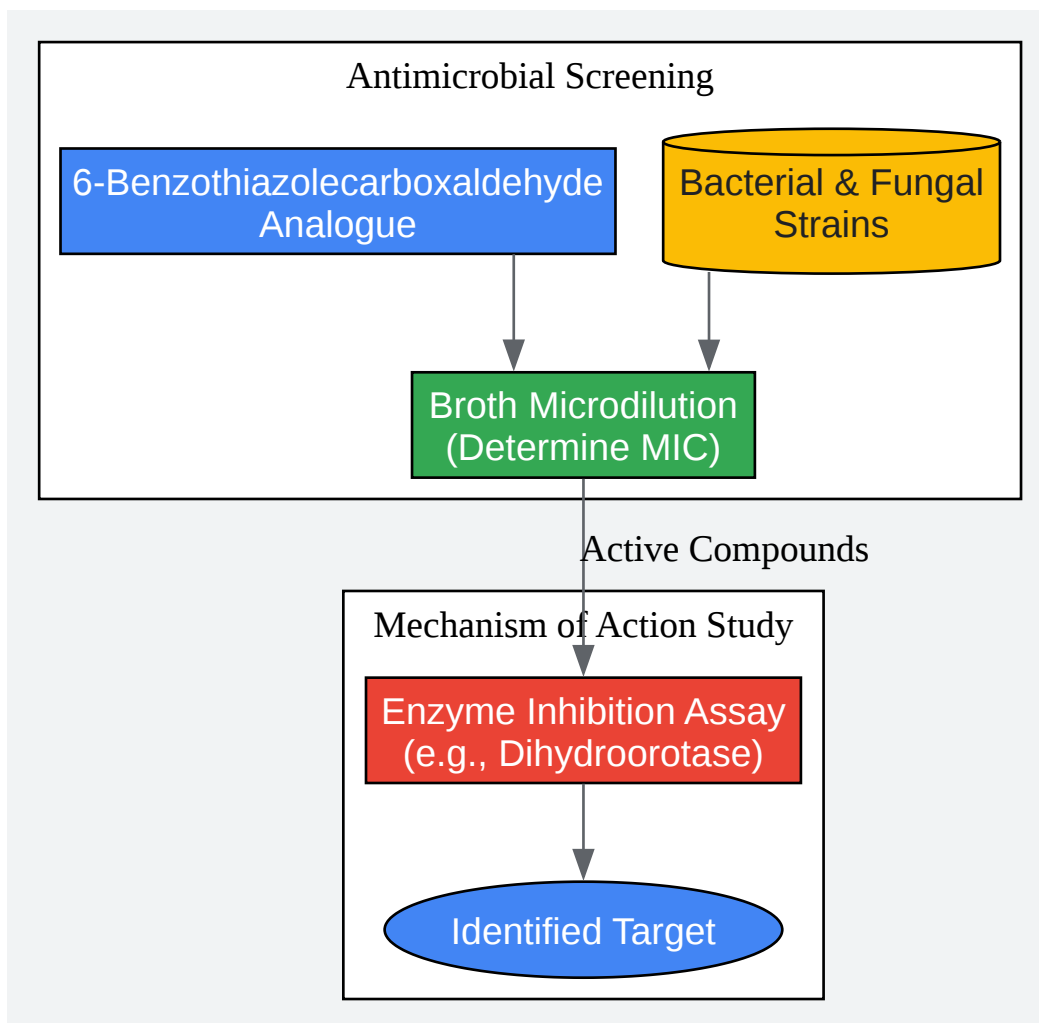 Antimicrobial Screening
6-Benzothiazolecarboxaldehyde
Analogue
Bacterial & Fungal
Strains
Broth Microdilution
(Determine MIC)
Active Compounds
Mechanism of Action Study
Enzyme Inhibition Assay
(e.g., Dihydroorotase)
Identified Target